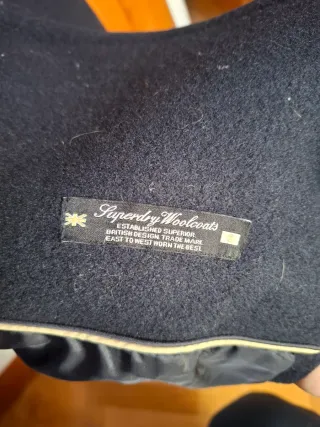 Superdry Woolcoats
ESTABLISHED SUPERIOR
BRITISH DESIGN. TRADE MARK
EAST TO WEST WORN THE BEST.